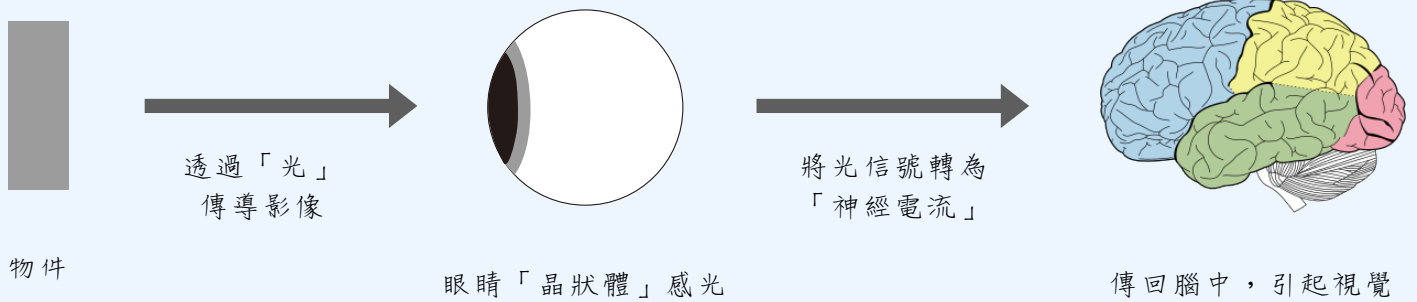 透過「光」
傳導影像
將光信號轉為
「神經電流」
物件
眼睛「晶狀體」感光
傳回腦中，引起視覺